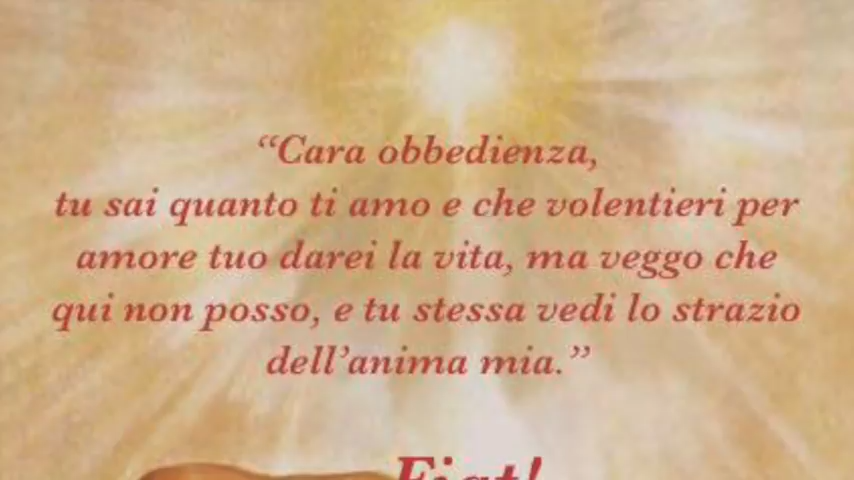 “Cara obbedienza,
tu sai quanto ti amo e che volentieri per
amore tuo darei la vita, ma veggo che
qui non posso, e tu stessa vedi lo strazio
dell’anima mia.”
Fiat!